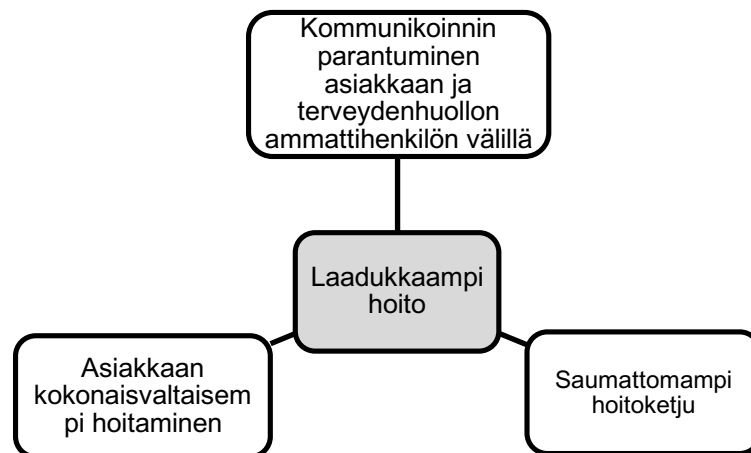 Kommunikoinnin
parantuminen
asiakkaan ja
terveydenhuollon
ammattihenkilön välillä
Laadukkaampi
hoito
Asiakkaan
kokonaisvaltaisem
pi hoitaminen
Saumattomampi
hoitoketju